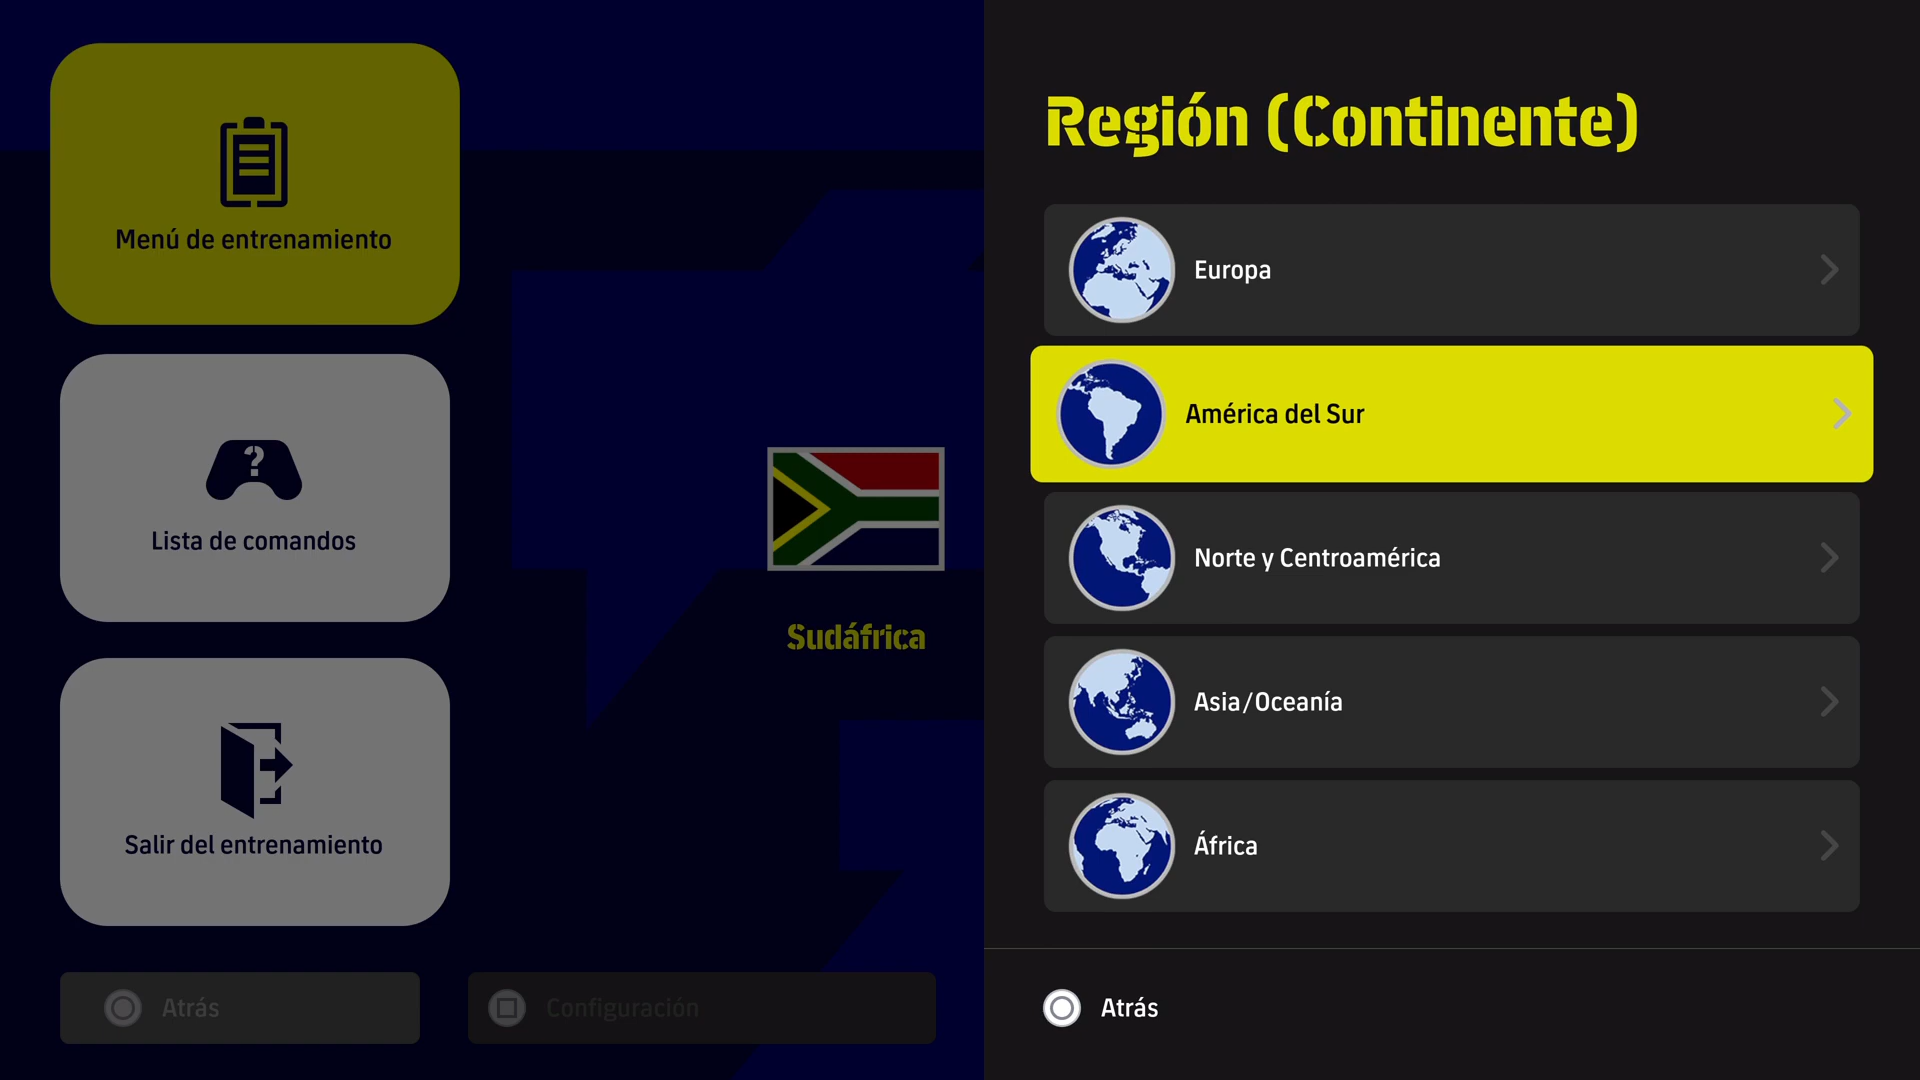 Menú de entrenamiento
Lista de comandos
?
Salir del entrenamiento
Atrás
Configuración
Sudáfrica
Región (Continente)
Europa
América del Sur
Norte y Centroamérica
Asia/Oceanía
África
Atrás